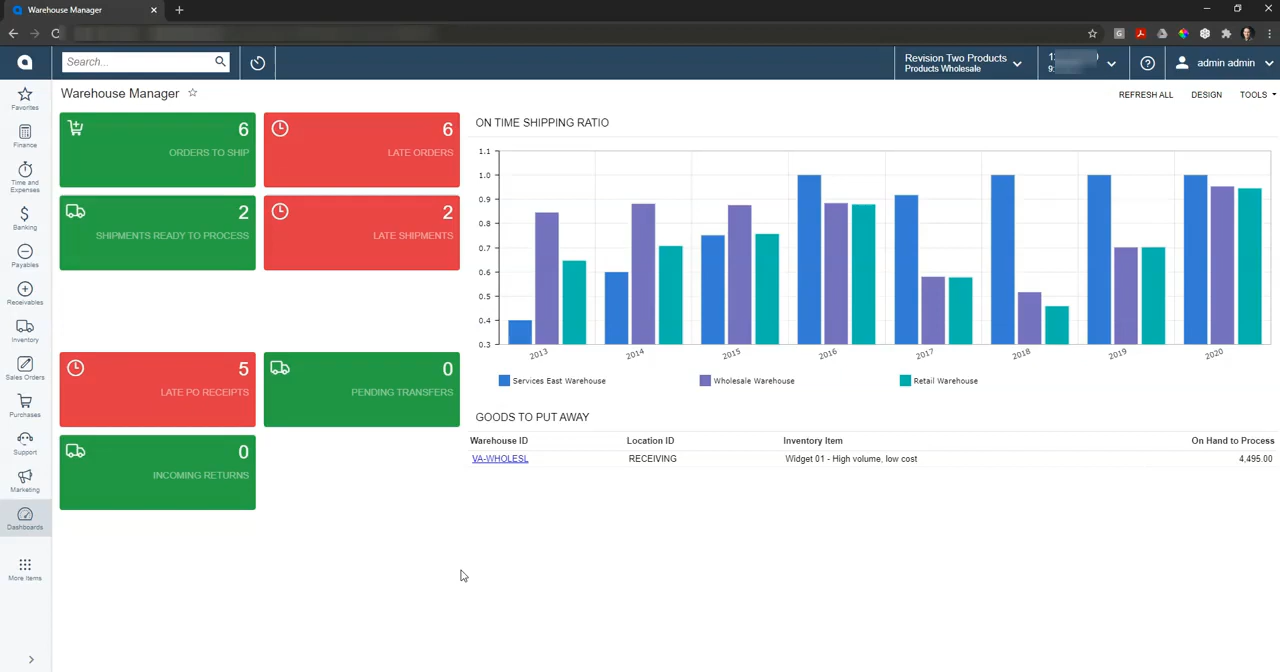 Warehouse Manager
Search...
Revision Two Products
Products Wholesale
admin admin
Warehouse Manager
REFRESH ALL
DESIGN
TOOLS
Favorites
Finance
Time and
Expenses
Banking
Payables
Receivables
Inventory
Sales Orders
Purchases
Support
Marketing
Dashboards
More Items
6
ORDERS TO SHIP
6
LATE ORDERS
2
SHIPMENTS READY TO PROCESS
2
LATE SHIPMENTS
5
LATE PO RECEIPTS
0
PENDING TRANSFERS
0
INCOMING RETURNS
ON TIME SHIPPING RATIO
1.1
1.0
0.9
0.8
0.7
0.6
0.5
0.4
0.3
2013
2014
2015
2016
2017
2018
2019
2020
Services East Warehouse
Wholesale Warehouse
Retail Warehouse
GOODS TO PUT AWAY
Warehouse ID
Location ID
Inventory Item
On Hand to Process
VA-WHOLESL
RECEIVING
Widget 01 - High volume, low cost
4,495.00